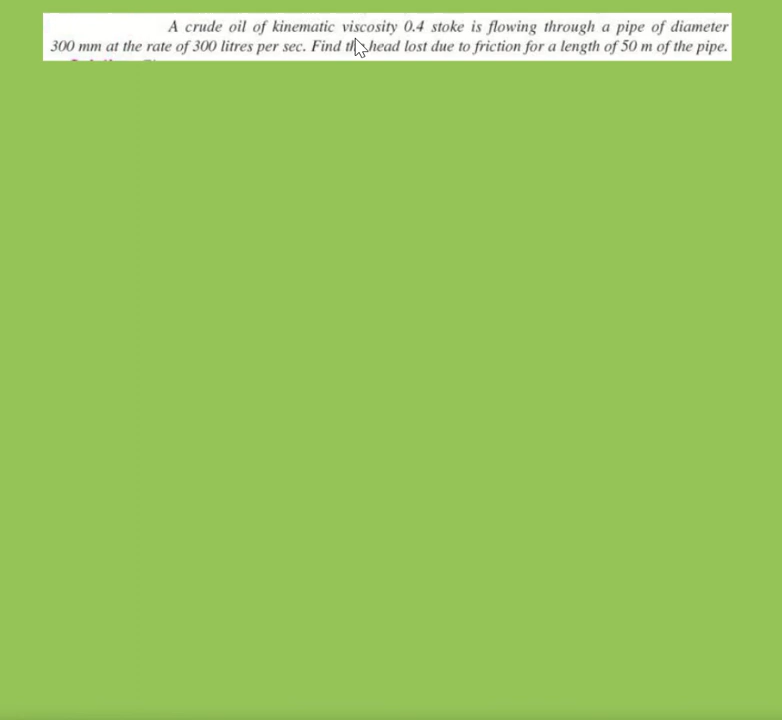 A crude oil of kinematic viscosity 0.4 stoke is flowing through a pipe of diameter
300 mm at the rate of 300 litres per sec. Find the head lost due to friction for a length of 50 m of the pipe.